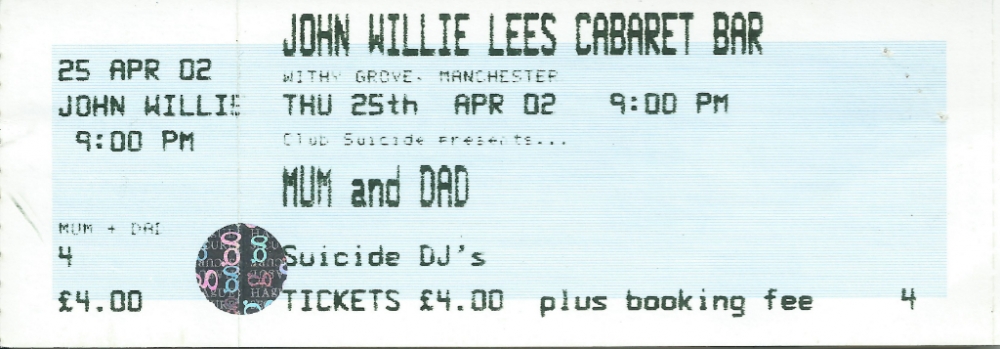 25 APR 02
JOHN WILLIE
9:00 PM
MUM + DAD
4
£4.00
JOHN WILLIE LEES CABARET BAR
WITHY GROVE, MANCHESTER
THU 25th APR 02 9:00 PM
Club Suicide presents...
MUM and DAD
Suicide DJ's
TICKETS £4.00 plus booking fee 4